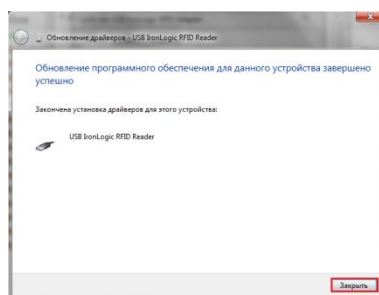 Обновление драйверов - USB IronLogic RFID Reader
Обновление программного обеспечения для данного устройства завершено
успешно
Закончена установка драйверов для этого устройства:
USB IronLogic RFID Reader
Закрыть